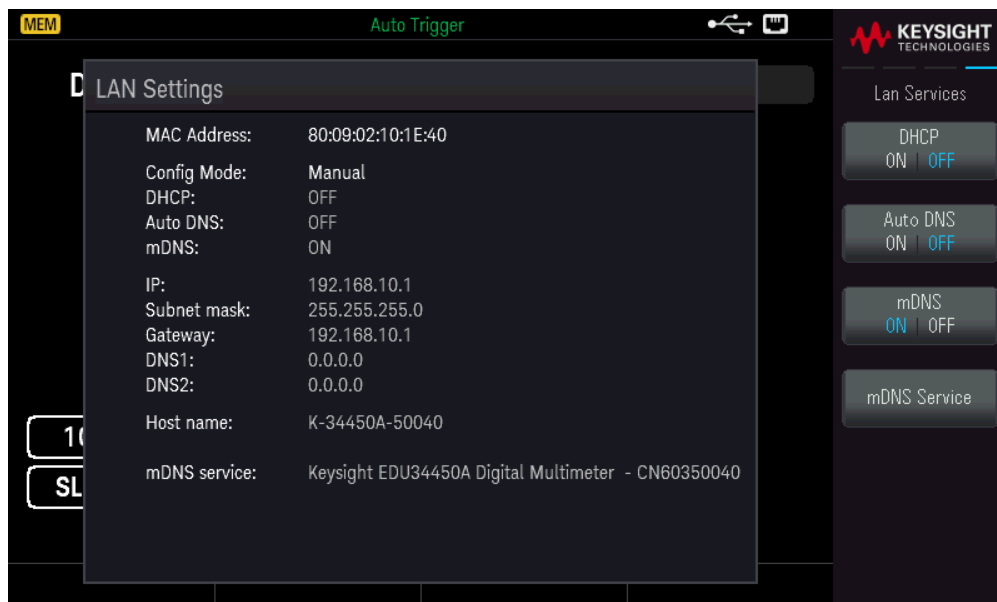 MEM
Auto Trigger
KEYSIGHT
TECHNOLOGIES
D
LAN Settings
MAC Address: 80:09:02:10:1E:40
Config Mode: Manual
DHCP: OFF
Auto DNS: OFF
mDNS: ON
IP: 192.168.10.1
Subnet mask: 255.255.255.0
Gateway: 192.168.10.1
DNS1: 0.0.0.0
DNS2: 0.0.0.0
Host name: K-34450A-50040
mDNS service: Keysight EDU34450A Digital Multimeter - CN60350040
10
SL
Lan Services
DHCP
ON | OFF
Auto DNS
ON | OFF
mDNS
ON | OFF
mDNS Service